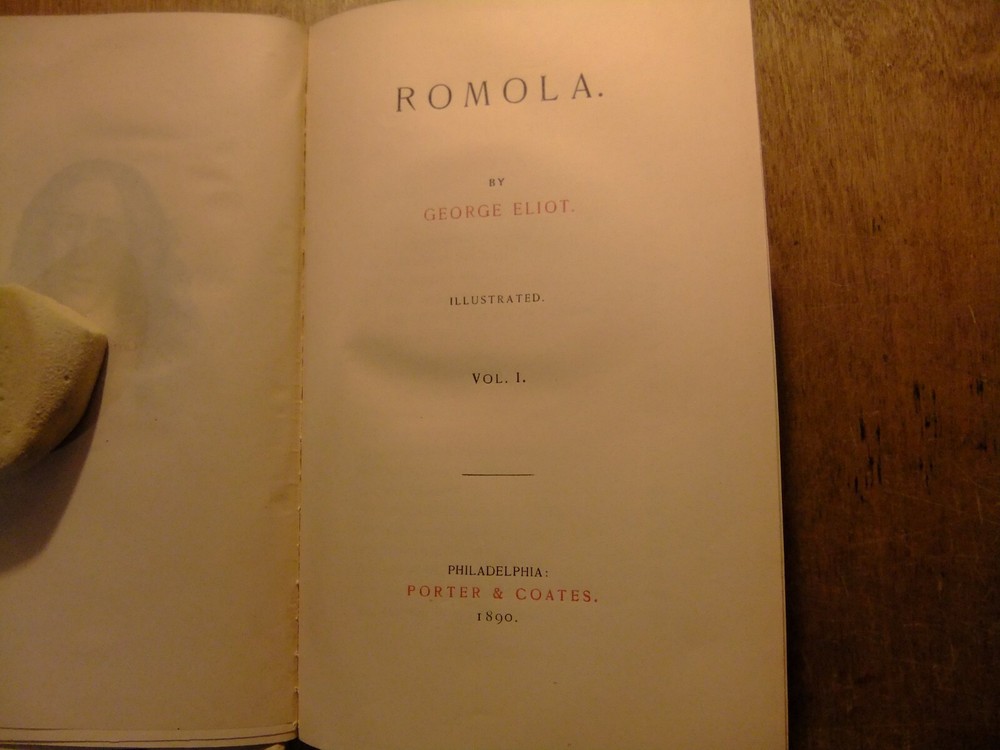 ROMOLA.
BY
GEORGE ELIOT.
ILLUSTRATED.
VOL. I.
PHILADELPHIA:
PORTER & COATES.
1890.